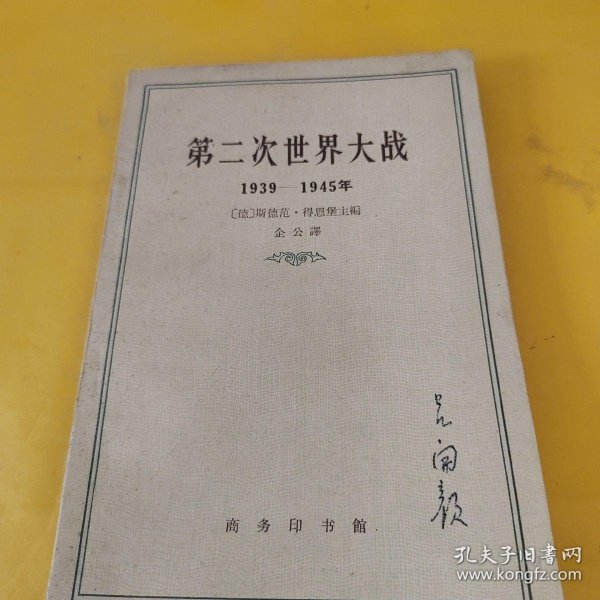 第二次世界大战
1939—1945年
〔德〕斯德范·得恩堡主編
企公譯
商务印书館
孔夫子旧書网
www.kongfz.com